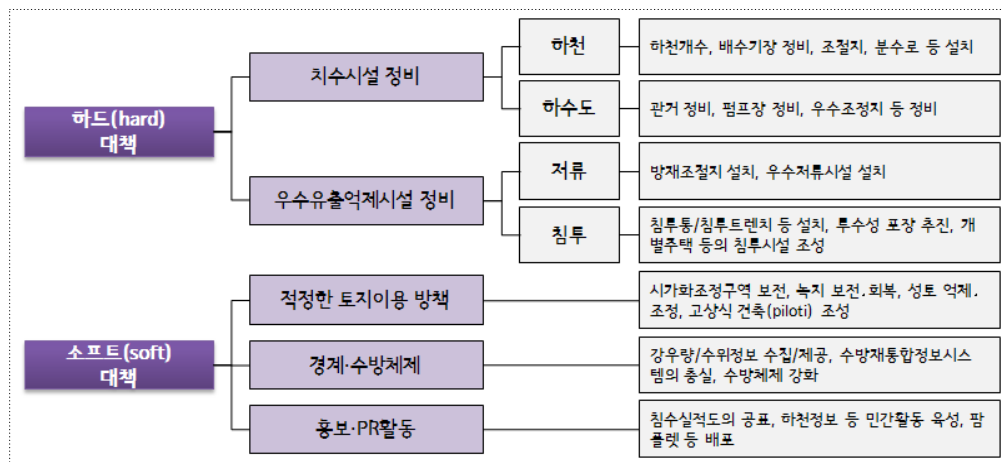 하드(hard)
대책
치수시설 정비
하천
하천개수, 배수기장 정비, 조절지, 분수로 등 설치
하수도
관거 정비, 펌프장 정비, 우수조정지 등 정비
우수유출억제시설 정비
저류
방재조절지 설치, 우수저류시설 설치
침투
침투통/침투트렌치 등 설치, 투수성 포장 추진, 개
별주택 등의 침투시설 조성
소프트(soft)
대책
적정한 토지이용 방책
시가화조정구역 보전, 녹지 보전.회복, 성토 억제.
조정, 고상식 건축(piloti) 조성
경계·수방체제
강우량/수위정보 수집/제공, 수방재통합정보시스
템의 충실, 수방체제 강화
홍보·PR활동
침수실적도의 공표, 하천정보 등 민간활동 육성, 팜
플렛 등 배포